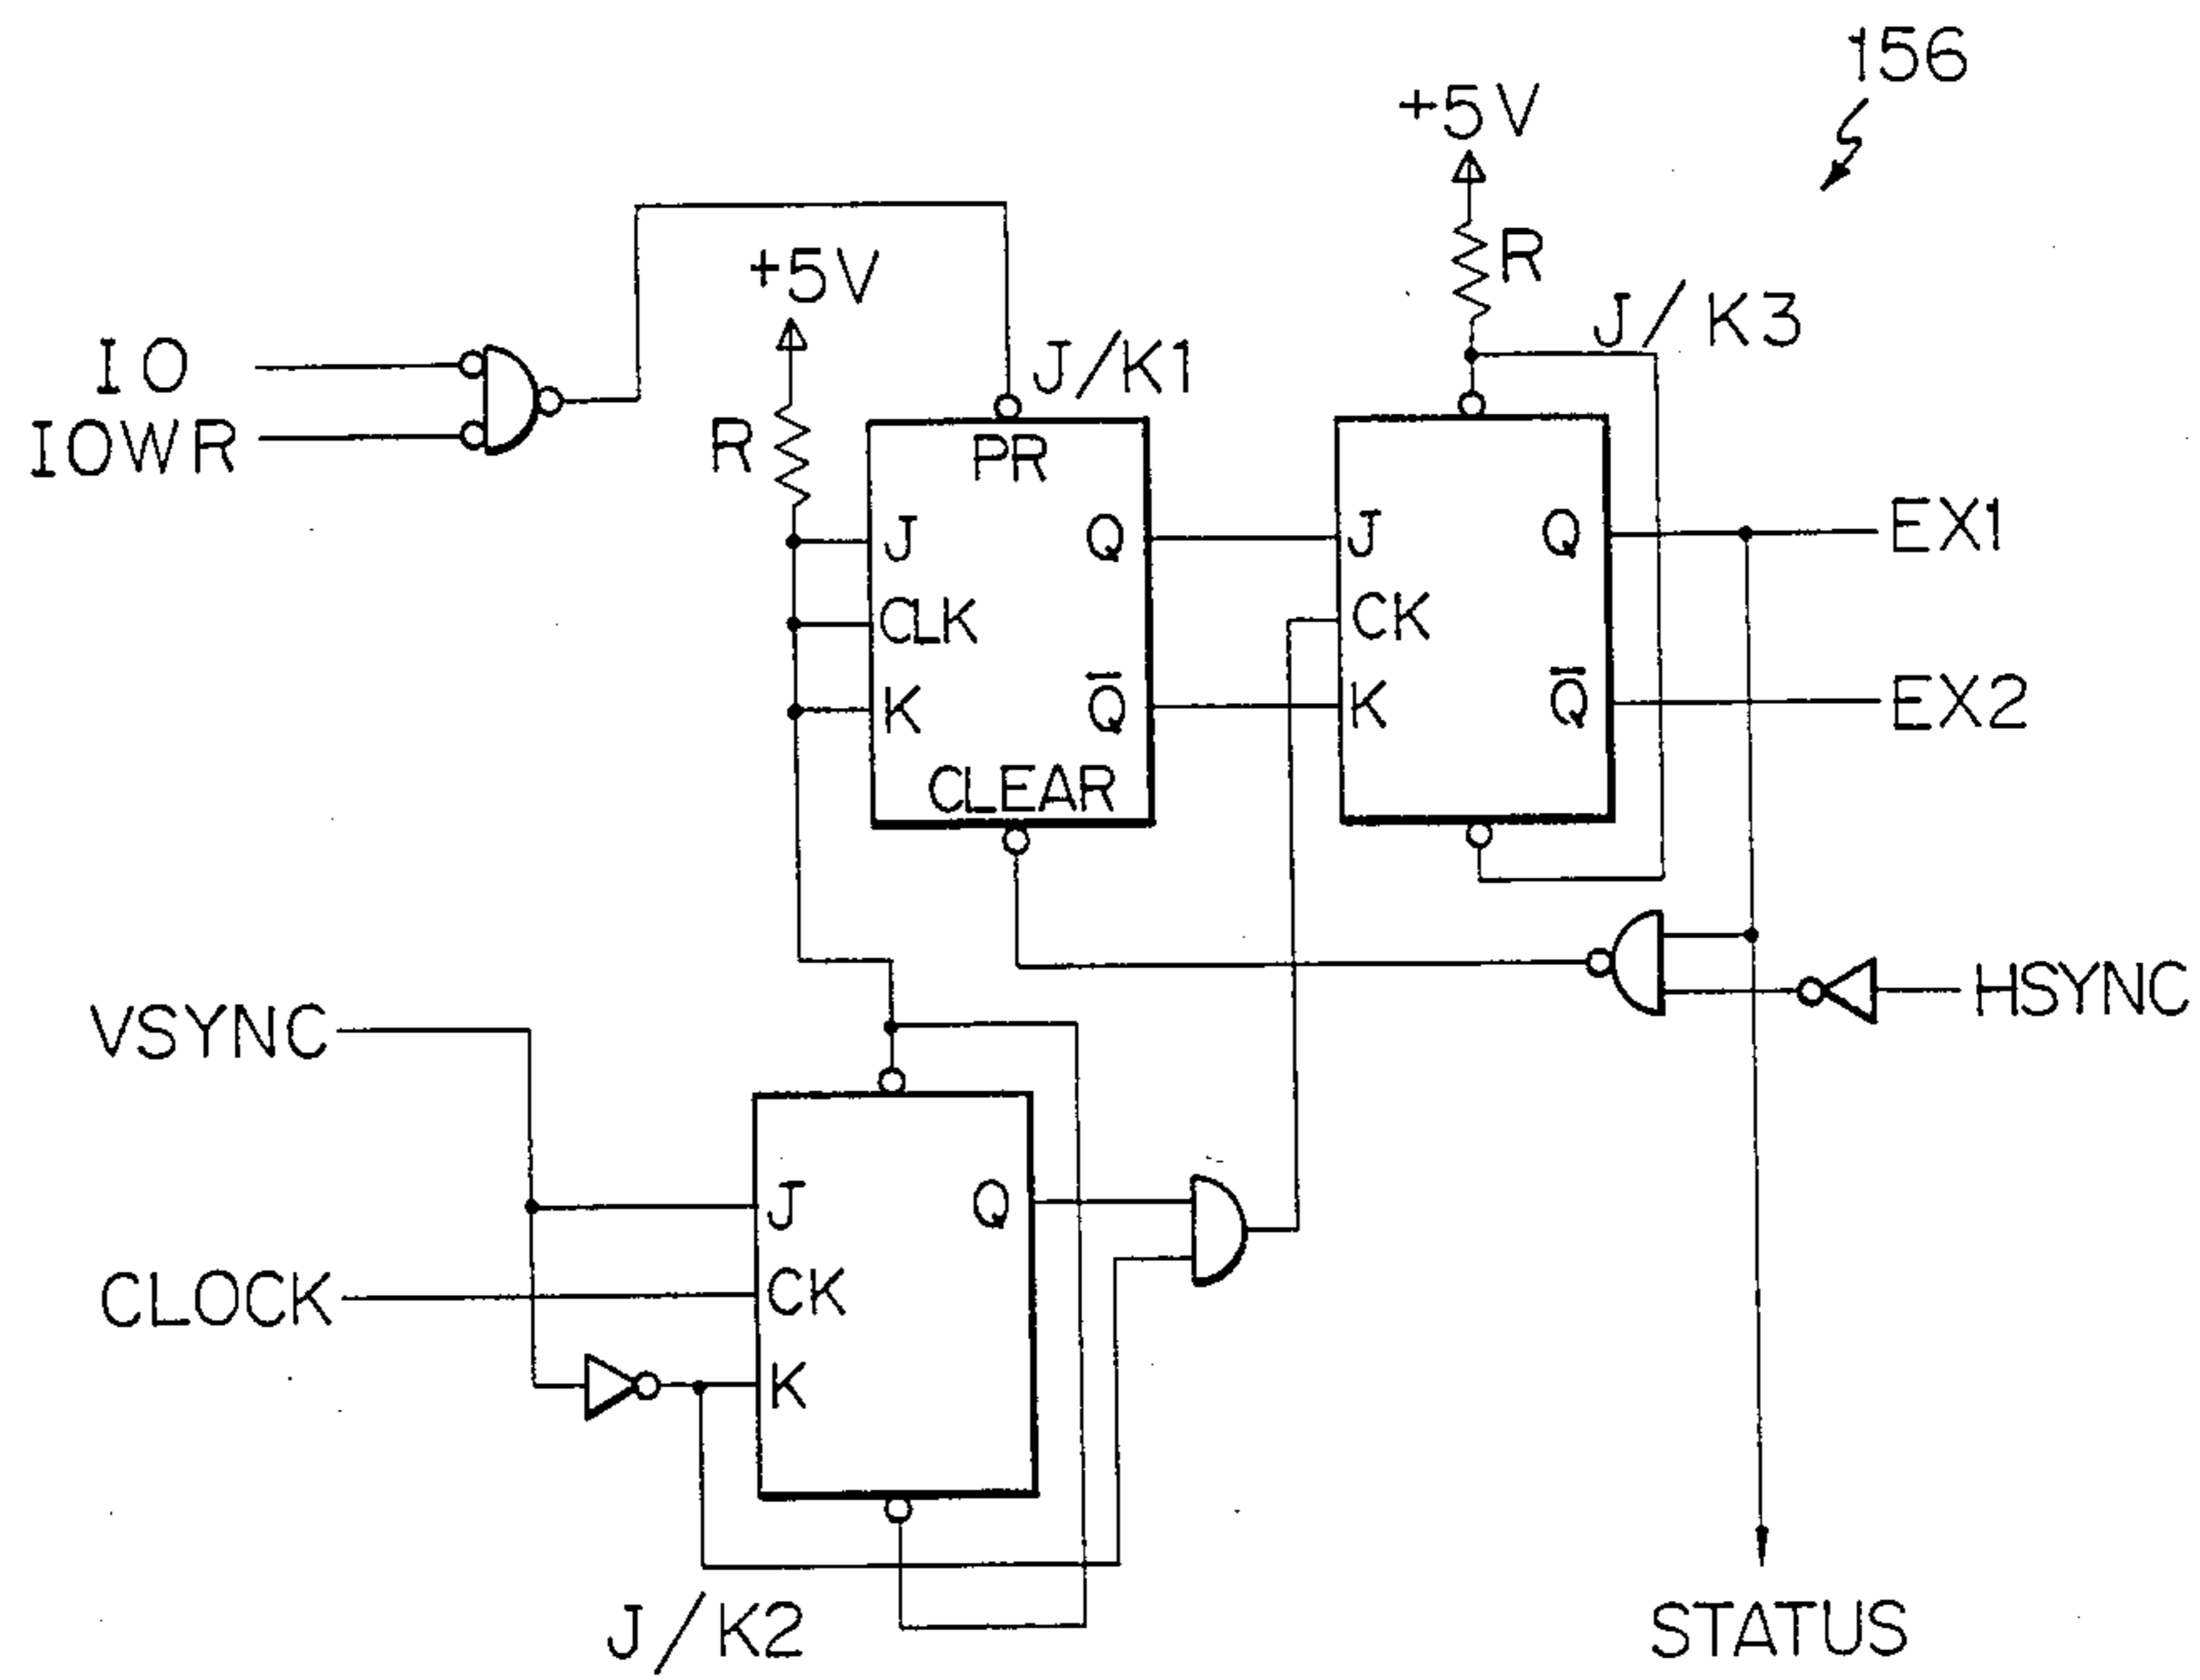 156
+5V
R
J/K3
+5V
R
J/K1
IO
IOWR
PR
J
Q
CLK
K
Q̅
CLEAR
J
Q
CK
K
Q̅
EX1
EX2
HSYNC
VSYNC
CLOCK
J
Q
CK
K
J/K2
STATUS